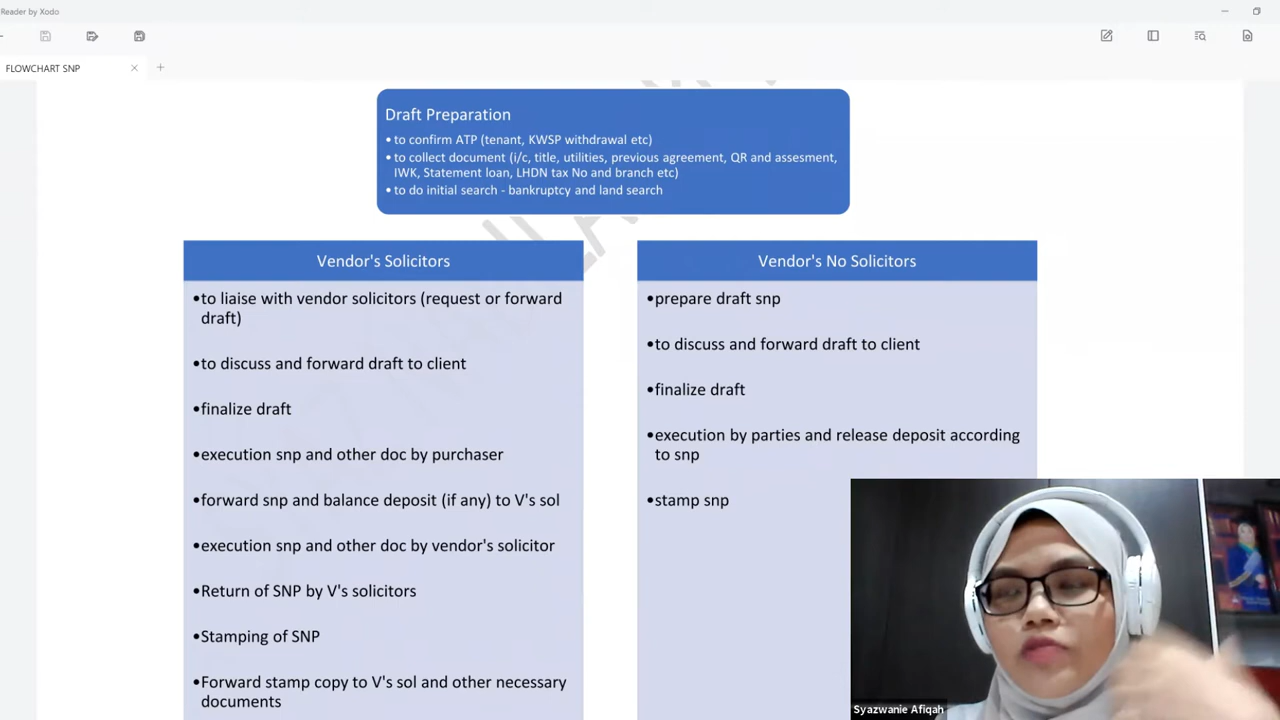 Reader by Xodo
FLOWCHART SNP
Draft Preparation
• to confirm ATP (tenant, KWSP withdrawal etc)
• to collect document (i/c, title, utilities, previous agreement, QR and assesment,
IWK, Statement loan, LHDN tax No and branch etc)
• to do initial search - bankruptcy and land search
Vendor's Solicitors
•to liaise with vendor solicitors (request or forward
draft)
•to discuss and forward draft to client
•finalize draft
•execution snp and other doc by purchaser
•forward snp and balance deposit (if any) to V's sol
•execution snp and other doc by vendor's solicitor
•Return of SNP by V's solicitors
•Stamping of SNP
•Forward stamp copy to V's sol and other necessary
documents
Vendor's No Solicitors
•prepare draft snp
•to discuss and forward draft to client
•finalize draft
•execution by parties and release deposit according
to snp
•stamp snp
Syazwanie Afiqah